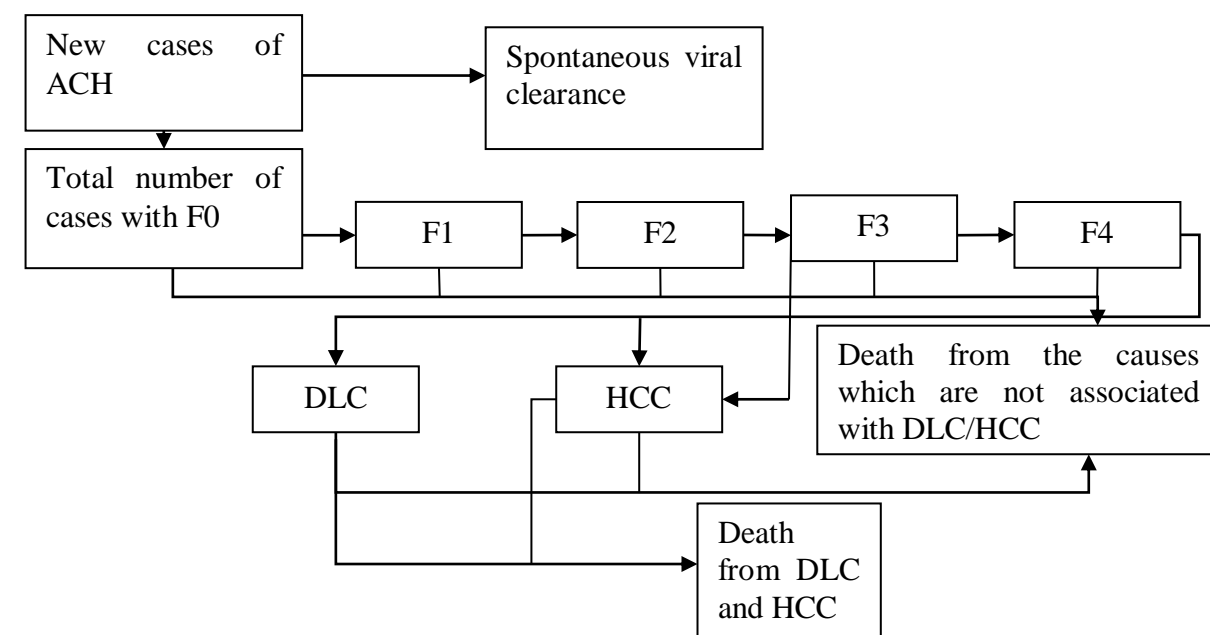 New cases of
ACH
Spontaneous viral
clearance
Total number of
cases with F0
F1
F2
F3
F4
DLC
HCC
Death from the causes
which are not associated
with DLC/HCC
Death
from DLC
and HCC